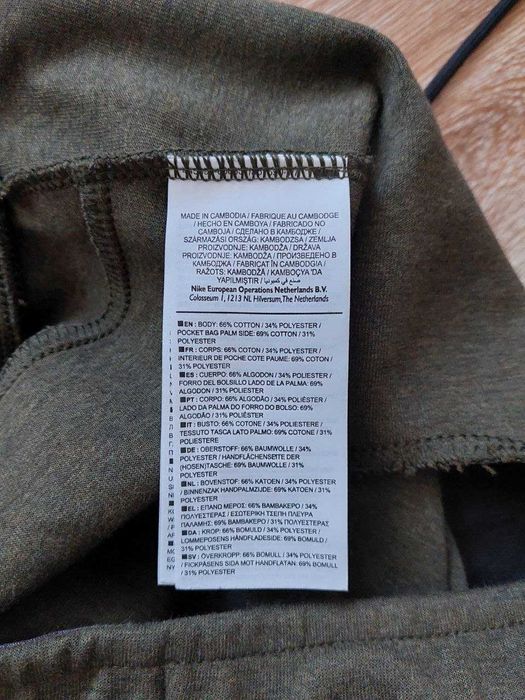 MADE IN CAMBODIA / FABRIQUE AU CAMBODGE
/ HECHO EN CAMBOYA / FABRICADO NO
CAMBOJA / СДЕЛАНО В КАМБОДЖЕ /
SZÁRMAZÁSI ORSZÁG: KAMBODZSA / ZEMLJA
PROIZVODNJE: KAMBODŽA / DRŽAVA
PROIZVODNJE: KAMBODŽA / ПРОИЗВЕДЕНО В
КАМБОДЖА / FABRICAT ÎN CAMBODGIA /
RAŽOTS: KAMBODŽĀ / KAMBOÇYA 'DA
YAPILMIŞTIR / صنع في كمبوديا
Nike European Operations Netherlands B.V.
Colosseum 1, 1213 NL Hilversum, The Netherlands
EN: BODY: 66% COTTON / 34% POLYESTER /
POCKET BAG PALM SIDE: 69% COTTON / 31%
POLYESTER
FR: CORPS: 66% COTON / 34% POLYESTER /
INTERIEUR DE POCHE COTE PAUME: 69% COTON /
31% POLYESTER
ES: CUERPO: 66% ALGODON / 34% POLIESTER /
FORRO DEL BOLSILLO LADO DE LA PALMA: 69%
ALGODON / 31% POLIESTER
PT: CORPO: 66% ALGODÃO / 34% POLIÉSTER /
LADO DA PALMA DO FORRO DO BOLSO: 69%
ALGODÃO / 31% POLIÉSTER
IT: BUSTO: 66% COTONE / 34% POLIESTERE /
TESSUTO TASCA LATO PALMO: 69% COTONE / 31%
POLIESTERE
DE: OBERSTOFF: 66% BAUMWOLLE / 34%
POLYESTER / HANDFLÄCHENSEITE DER
(HOSEN)TASCHE: 69% BAUMWOLLE / 31%
POLYESTER
NL: BOVENSTOF: 66% KATOEN / 34% POLYESTER
/ BINNENZAK HANDPALMZIJDE: 69% KATOEN / 31%
POLYESTER
EL: ΕΠΑΝΩ ΜΕΡΟΣ: 66% ΒΑΜΒΑΚΕΡΟ / 34%
ΠΟΛΥΕΣΤΕΡΑΣ / ΕΣΩΤΕΡΙΚΗ ΤΣΕΠΗ ΠΛΕΥΡΑ
ΠΑΛΑΜΗΣ: 69% ΒΑΜΒΑΚΕΡΟ / 31% ΠΟΛΥΕΣΤΕΡΑΣ
DA: KROP: 66% BOMULD / 34% POLYESTER /
LOMMEPOSENS HÅNDFLADESIDE: 69% BOMULD /
31% POLYESTER
SV: ÖVERKROPP: 66% BOMULL / 34% POLYESTER
/ FICKPÅSENS SIDA MOT HANDFLATAN: 69% BOMULL
/ 31% POLYESTER